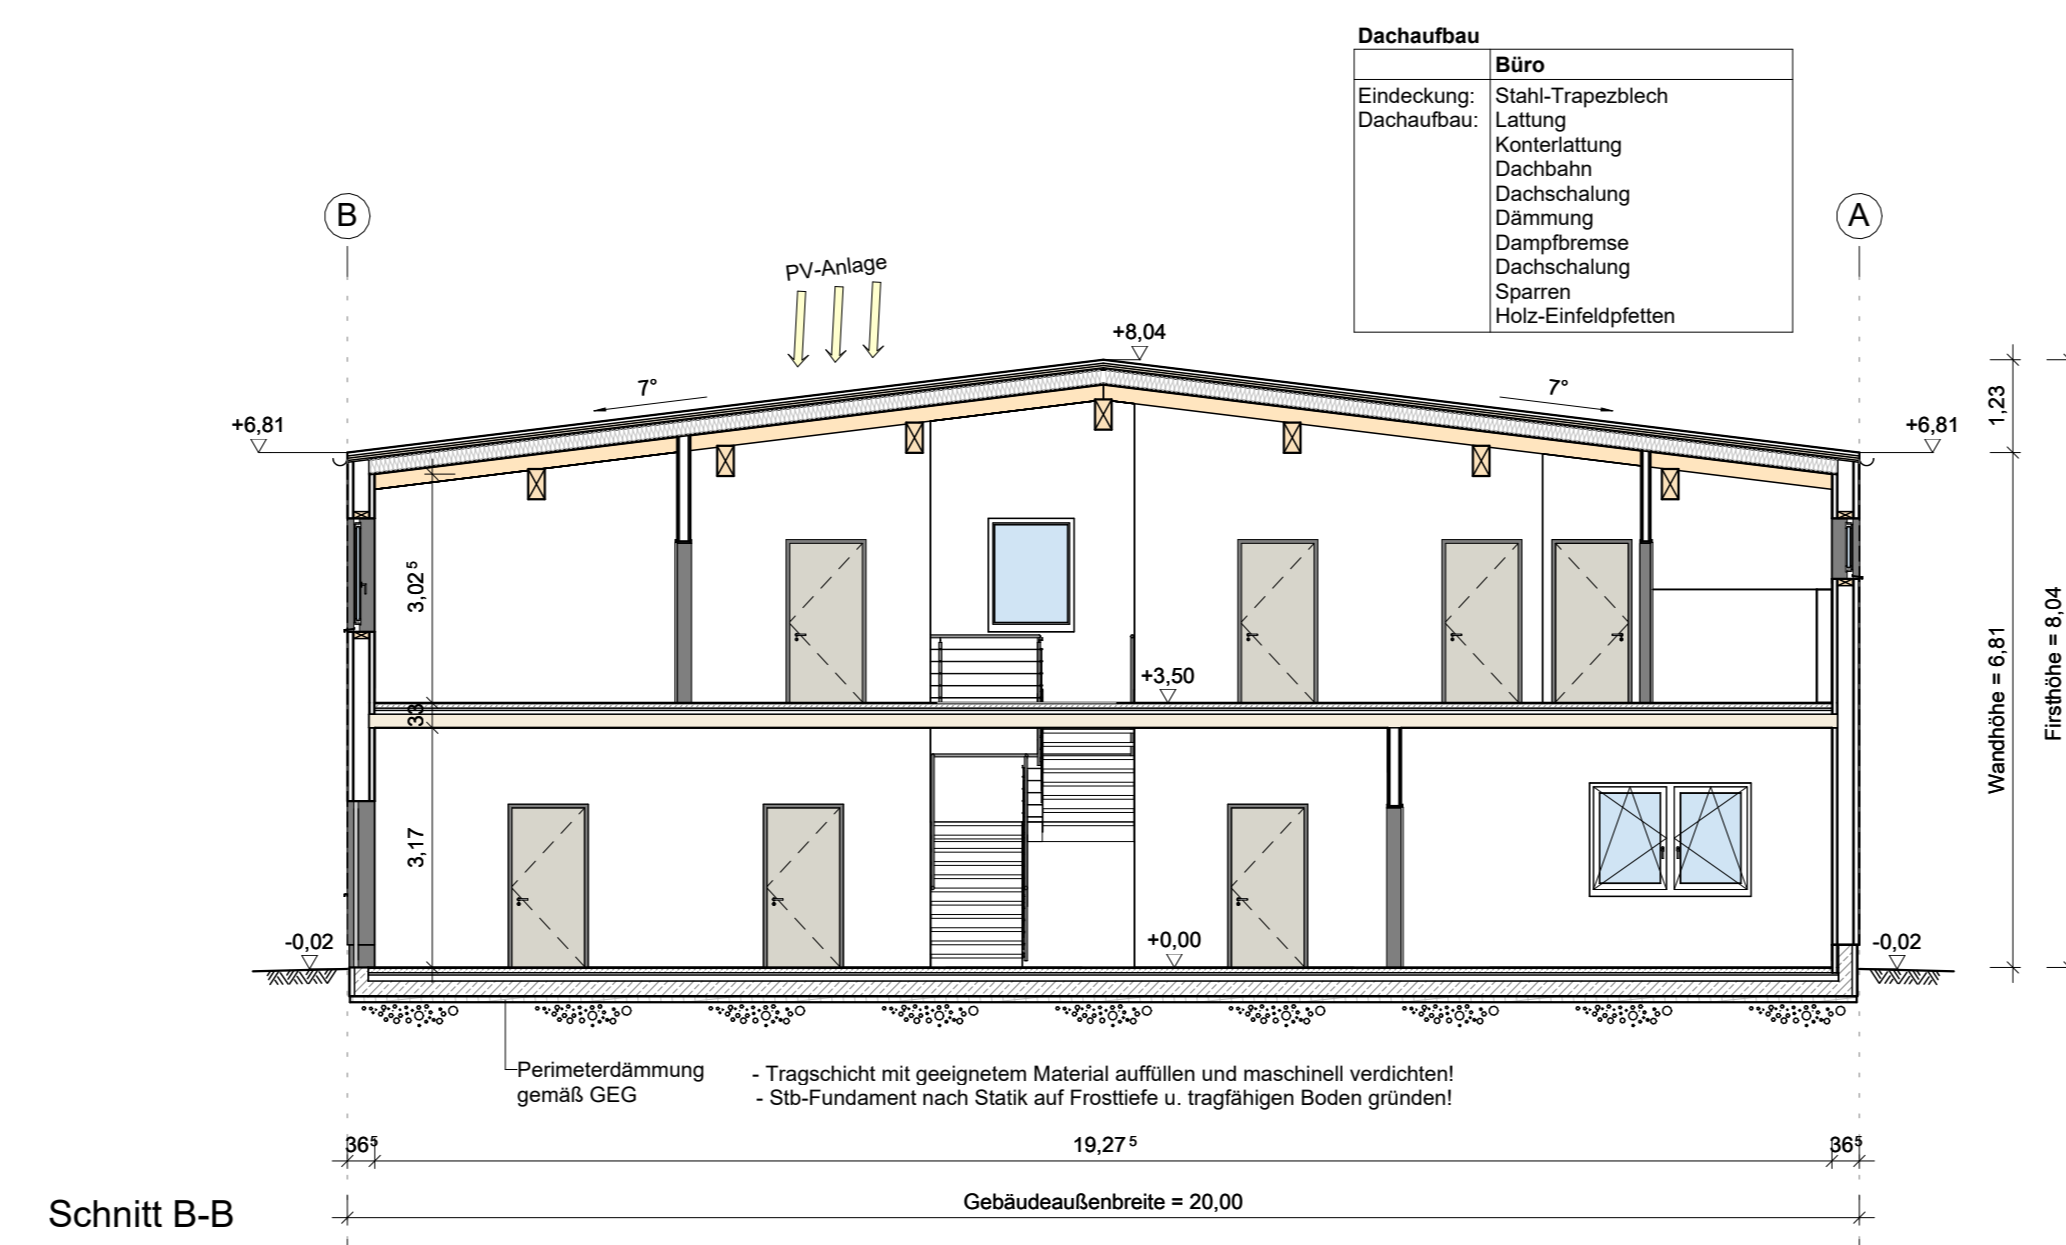 Dachaufbau
Büro
Eindeckung: Stahl-Trapezblech
Dachaufbau: Lattung
Konterlattung
Dachbahn
Dachschalung
Dämmung
Dampfbremse
Dachschalung
Sparren
Holz-Einfeldpfetten
B
A
PV-Anlage
+8,04
7°
7°
+6,81
+6,81
1,23
3,02⁵
Wandhöhe = 6,81
Firsthöhe = 8,04
+3,50
33
3,17
-0,02
+0,00
-0,02
Perimeterdämmung
gemäß GEG
- Tragschicht mit geeignetem Material auffüllen und maschinell verdichten!
- Stb-Fundament nach Statik auf Frosttiefe u. tragfähigen Boden gründen!
36⁵
19,27⁵
36⁵
Gebäudeaußenbreite = 20,00
Schnitt B-B